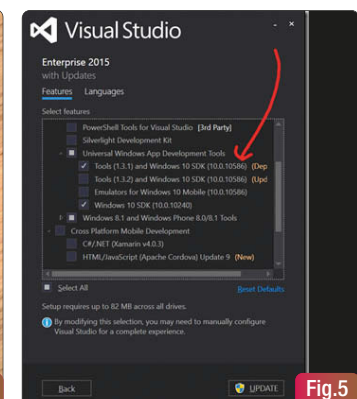 Visual Studio
Enterprise 2015
with Updates
Features Languages
Select features
PowerShell Tools for Visual Studio [3rd Party]
Silverlight Development Kit
Universal Windows App Development Tools
Tools (1.3.1) and Windows 10 SDK (10.0.10586) (Dep
Tools (1.3.2) and Windows 10 SDK (10.0.10586) (Upd
Emulators for Windows 10 Mobile (10.0.10586)
Windows 10 SDK (10.0.10240)
Windows 8.1 and Windows Phone 8.0/8.1 Tools
Cross Platform Mobile Development
C#/.NET (Xamarin v4.0.3)
HTML/JavaScript (Apache Cordova) Update 9 (New)
Select All Reset Defaults
Setup requires up to 82 MB across all drives.
By modifying this selection, you may need to manually configure
Visual Studio for a complete experience.
Back UPDATE
Fig.5